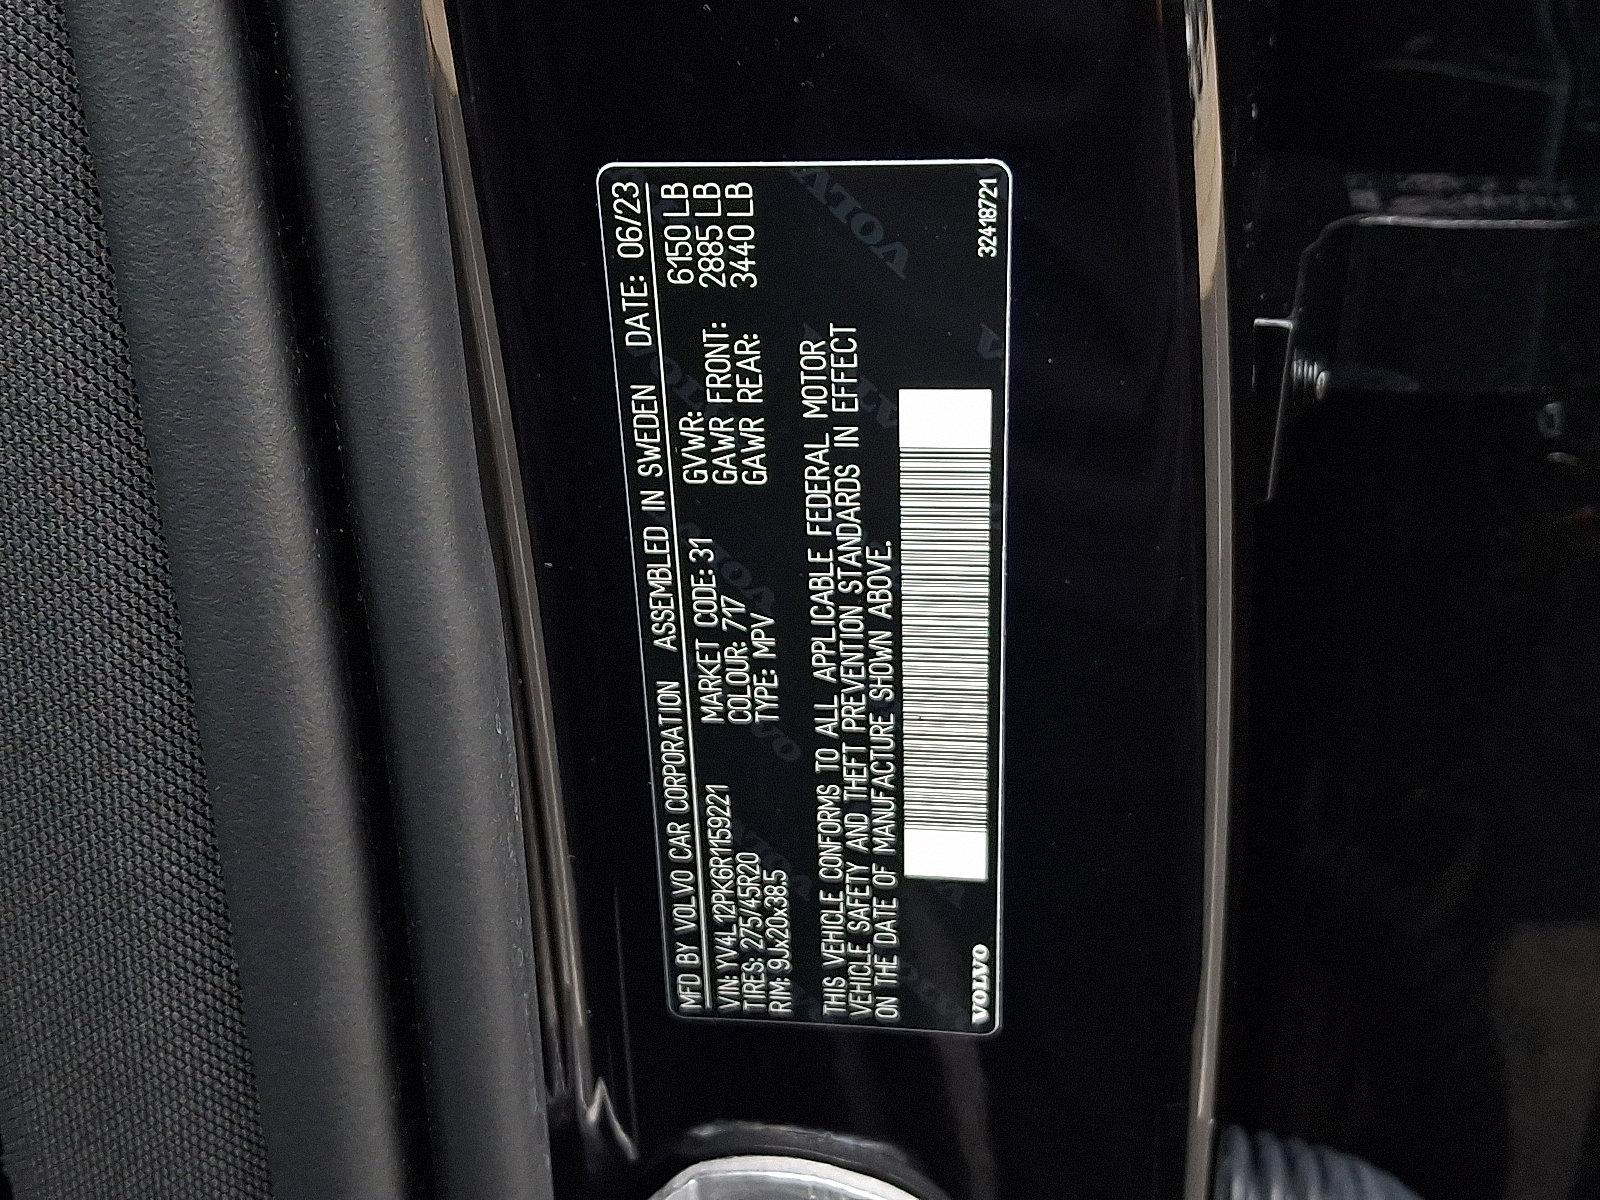 MFD BY VOLVO CAR CORPORATION ASSEMBLED IN SWEDEN DATE: 06/23
VIN: YV4L12PK6R1159221 MARKET CODE: 31 GVWR: 6150 LB
TIRES: 275/45R20 COLOUR: 717 GAWR FRONT: 2885 LB
RIM: 9Jx20x38.5 TYPE: MPV GAWR REAR: 3440 LB
THIS VEHICLE CONFORMS TO ALL APPLICABLE FEDERAL MOTOR
VEHICLE SAFETY AND THEFT PREVENTION STANDARDS IN EFFECT
ON THE DATE OF MANUFACTURE SHOWN ABOVE.
VOLVO 32418721